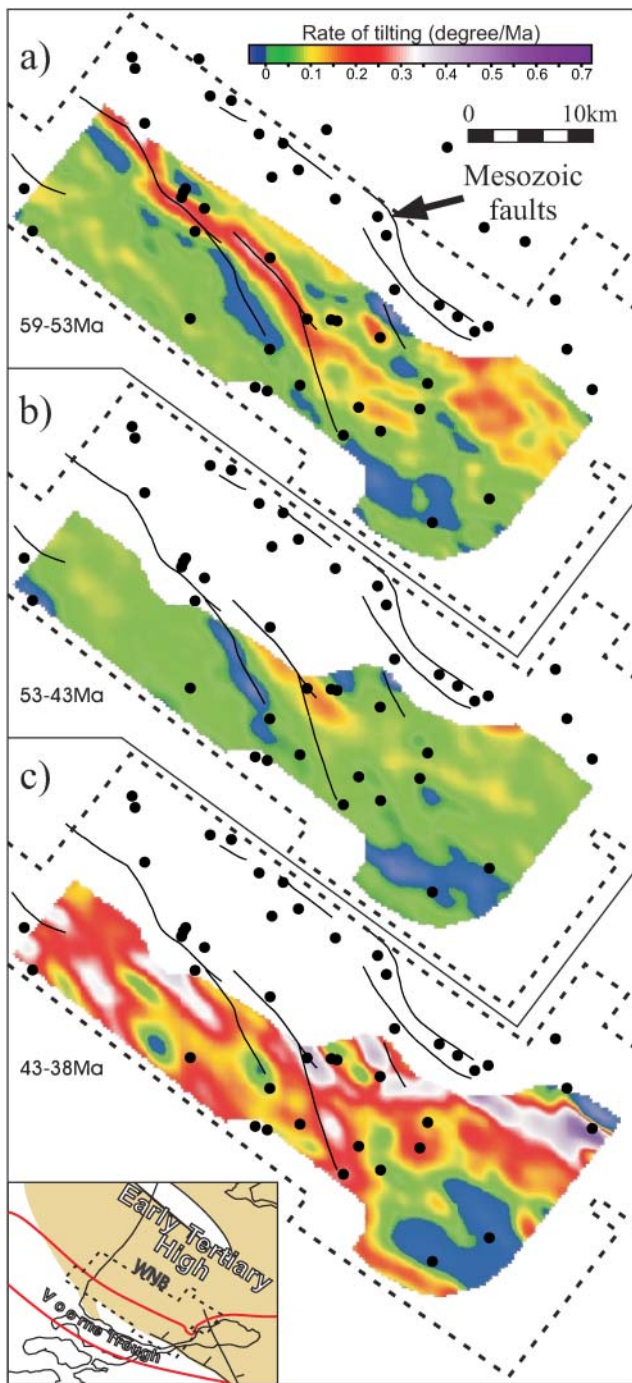 a)
Rate of tilting (degree/Ma)
0 0.1 0.2 0.3 0.4 0.5 0.6 0.7
0 10km
Mesozoic
faults
59-53Ma
b)
53-43Ma
c)
43-38Ma
Early Tertiary
High
WNB
Voorne Trough